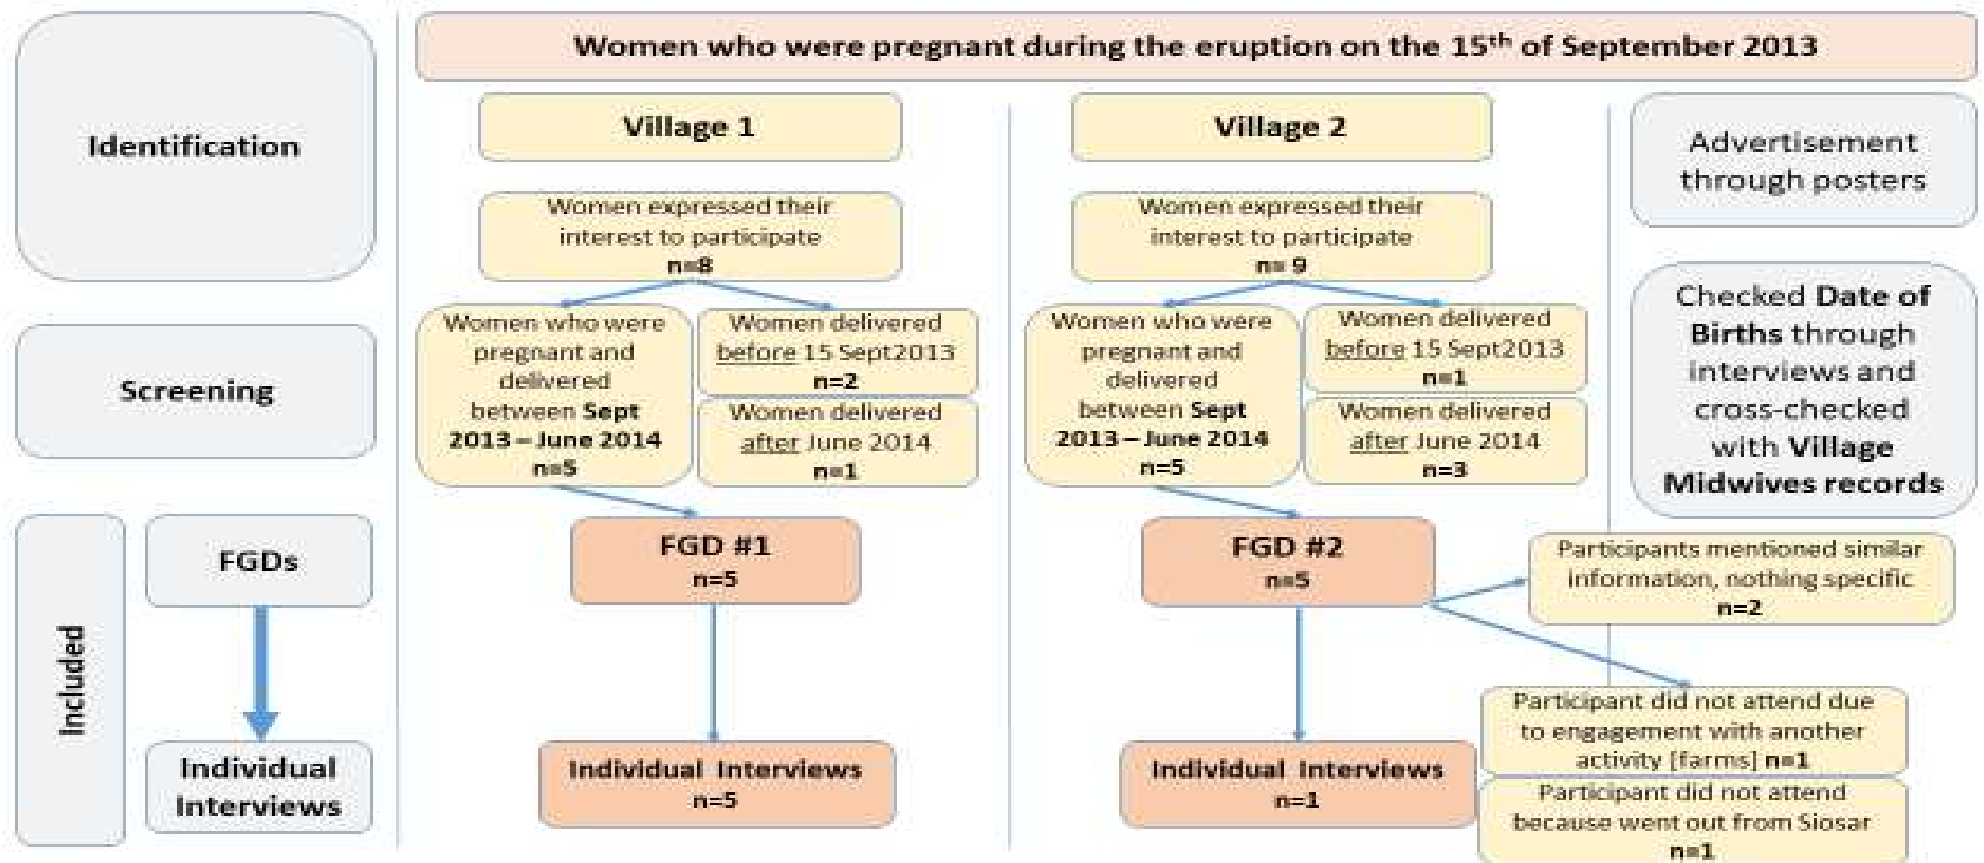 Women who were pregnant during the eruption on the 15th of September 2013
Identification
Village 1
Women expressed their
interest to participate
n=8
Village 2
Women expressed their
interest to participate
n= 9
Advertisement
through posters
Screening
Women who were
pregnant and
delivered
between Sept
2013 – June 2014
n=5
Women delivered
before 15 Sept2013
n=2
Women delivered
after June 2014
n=1
Women who were
pregnant and
delivered
between Sept
2013 – June 2014
n=5
Women delivered
before 15 Sept2013
n=1
Women delivered
after June 2014
n=3
Checked Date of
Births through
interviews and
cross-checked
with Village
Midwives records
Included
FGDs
FGD #1
n=5
FGD #2
n=5
Participants mentioned similar
information, nothing specific
n=2
Individual
Interviews
Individual Interviews
n=5
Individual Interviews
n=1
Participant did not attend due
to engagement with another
activity [farms] n=1
Participant did not attend
because went out from Siosar
n=1